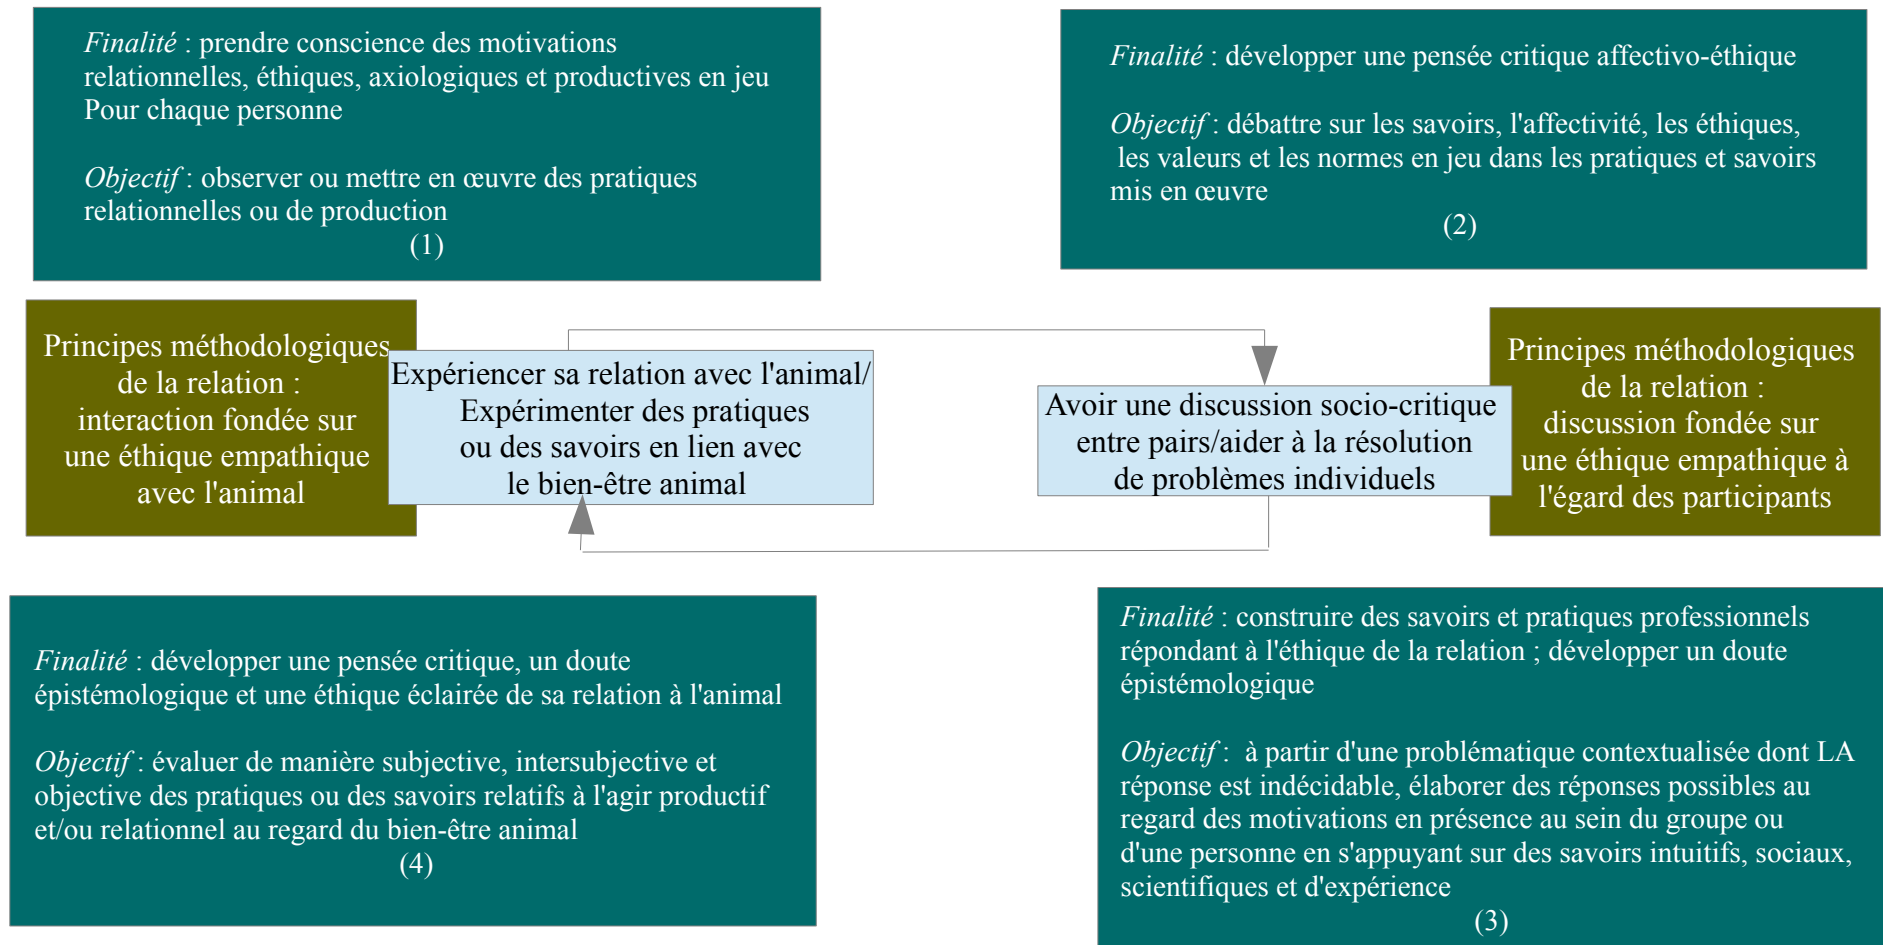 Finalité : prendre conscience des motivations
relationnelles, éthiques, axiologiques et productives en jeu
Pour chaque personne
Objectif : observer ou mettre en œuvre des pratiques
relationnelles ou de production
(1)
Finalité : développer une pensée critique affectivo-éthique
Objectif : débattre sur les savoirs, l'affectivité, les éthiques,
les valeurs et les normes en jeu dans les pratiques et savoirs
mis en œuvre
(2)
Principes méthodologiques
de la relation :
interaction fondée sur
une éthique empathique
avec l'animal
Expériencer sa relation avec l'animal/
Expérimenter des pratiques
ou des savoirs en lien avec
le bien-être animal
Avoir une discussion socio-critique
entre pairs/aider à la résolution
de problèmes individuels
Principes méthodologiques
de la relation :
discussion fondée sur
une éthique empathique à
l'égard des participants
Finalité : développer une pensée critique, un doute
épistémologique et une éthique éclairée de sa relation à l'animal
Objectif : évaluer de manière subjective, intersubjective et
objective des pratiques ou des savoirs relatifs à l'agir productif
et/ou relationnel au regard du bien-être animal
(4)
Finalité : construire des savoirs et pratiques professionnels
répondant à l'éthique de la relation ; développer un doute
épistémologique
Objectif : à partir d'une problématique contextualisée dont LA
réponse est indécidable, élaborer des réponses possibles au
regard des motivations en présence au sein du groupe ou
d'une personne en s'appuyant sur des savoirs intuitifs, sociaux,
scientifiques et d'expérience
(3)